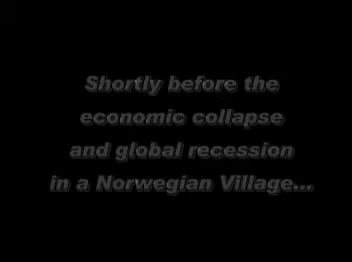 Shortly before the
economic collapse
and global recession
in a Norwegian Village...